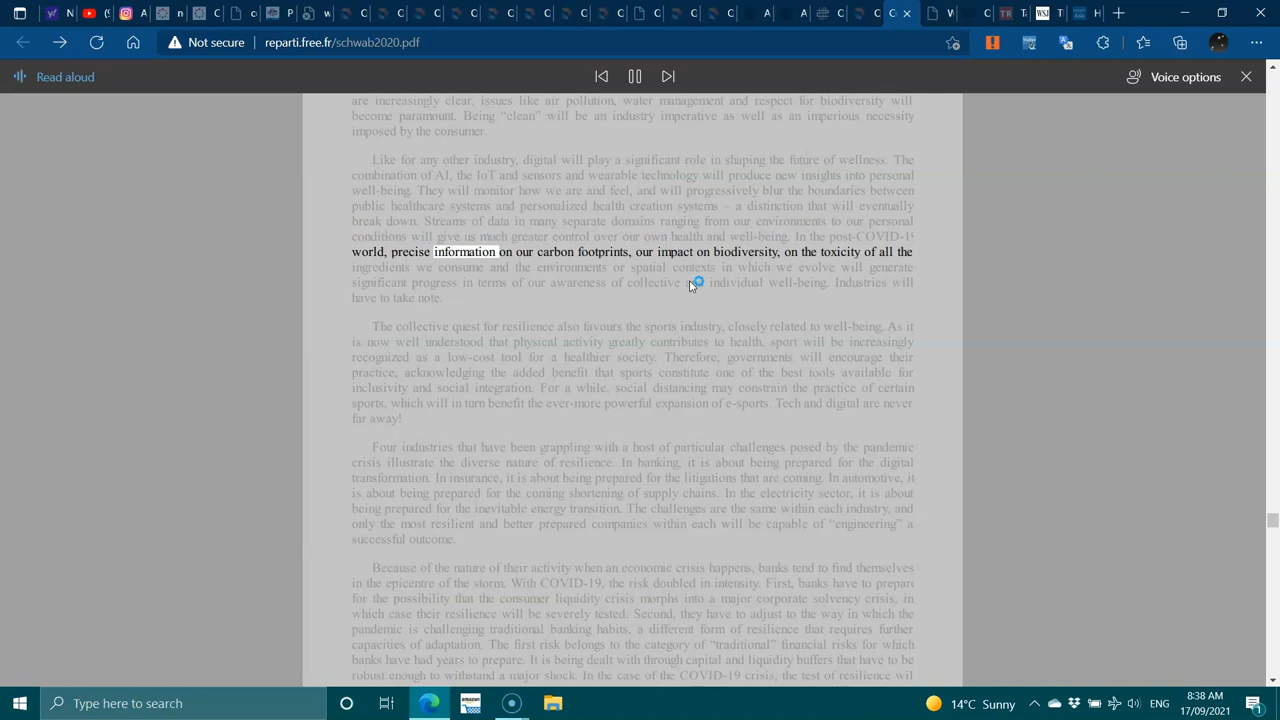 Not secure
reparti.free.fr/schwab2020.pdf
Read aloud
Voice options
are increasingly clear, issues like air pollution, water management and respect for biodiversity will
become paramount. Being “clean” will be an industry imperative as well as an imperious necessity
imposed by the consumer.
Like for any other industry, digital will play a significant role in shaping the future of wellness. The
combination of AI, the IoT and sensors and wearable technology will produce new insights into personal
well-being. They will monitor how we are and feel, and will progressively blur the boundaries between
public healthcare systems and personalized health creation systems – a distinction that will eventually
break down. Streams of data in many separate domains ranging from our environments to our personal
conditions will give us much greater control over our own health and well-being. In the post-COVID-19
world, precise information on our carbon footprints, our impact on biodiversity, on the toxicity of all the
ingredients we consume and the environments or spatial contexts in which we evolve will generate
significant progress in terms of our awareness of collective individual well-being. Industries will
have to take note.
The collective quest for resilience also favours the sports industry, closely related to well-being. As it
is now well understood that physical activity greatly contributes to health, sport will be increasingly
recognized as a low-cost tool for a healthier society. Therefore, governments will encourage their
practice, acknowledging the added benefit that sports constitute one of the best tools available for
inclusivity and social integration. For a while, social distancing may constrain the practice of certain
sports, which will in turn benefit the ever-more powerful expansion of e-sports. Tech and digital are never
far away!
Four industries that have been grappling with a host of particular challenges posed by the pandemic
crisis illustrate the diverse nature of resilience. In banking, it is about being prepared for the digital
transformation. In insurance, it is about being prepared for the litigations that are coming. In automotive, it
is about being prepared for the coming shortening of supply chains. In the electricity sector, it is about
being prepared for the inevitable energy transition. The challenges are the same within each industry, and
only the most resilient and better prepared companies within each will be capable of “engineering” a
successful outcome.
Because of the nature of their activity when an economic crisis happens, banks tend to find themselves
in the epicentre of the storm. With COVID-19, the risk doubled in intensity. First, banks have to prepare
for the possibility that the consumer liquidity crisis morphs into a major corporate solvency crisis, in
which case their resilience will be severely tested. Second, they have to adjust to the way in which the
pandemic is challenging traditional banking habits, a different form of resilience that requires further
capacities of adaptation. The first risk belongs to the category of “traditional” financial risks for which
banks have had years to prepare. It is being dealt with through capital and liquidity buffers that have to be
robust enough to withstand a major shock. In the case of the COVID-19 crisis, the test of resilience wil
Type here to search
amazon
14°C Sunny
ENG
8:38 AM
17/09/2021